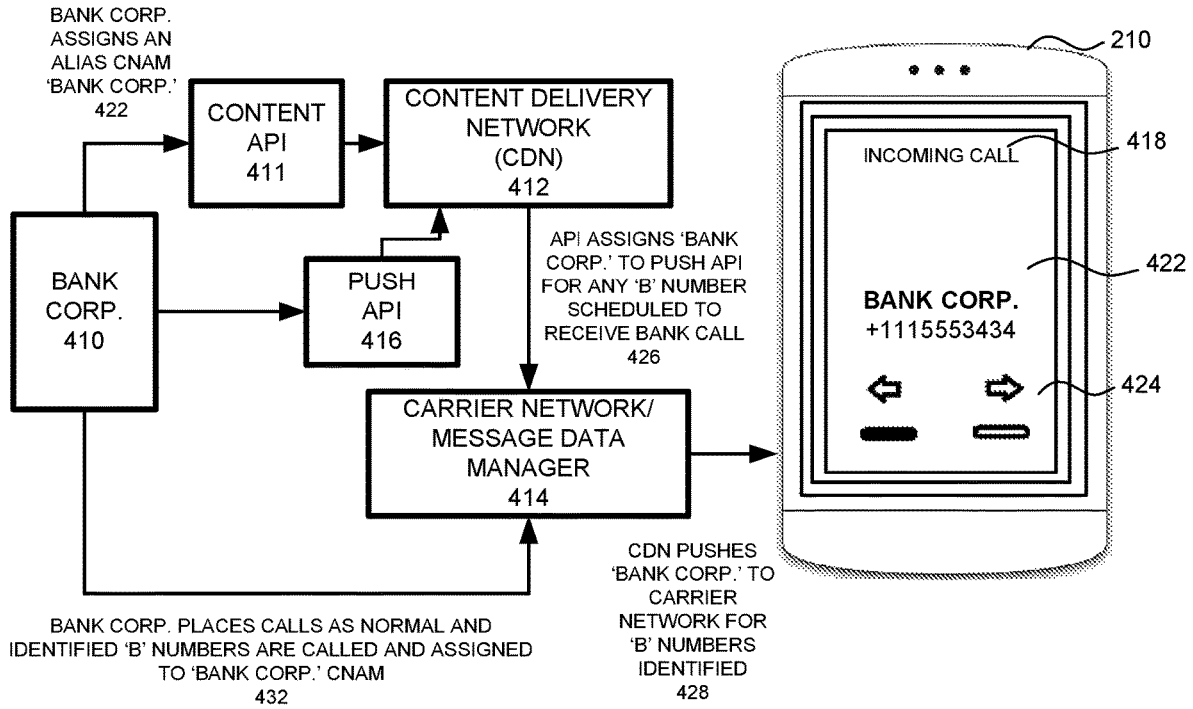 BANK CORP.
ASSIGNS AN
ALIAS CNAM
‘BANK CORP.’
422
CONTENT
API
411
CONTENT DELIVERY
NETWORK
(CDN)
412
BANK
CORP.
410
PUSH
API
416
API ASSIGNS ‘BANK
CORP.’ TO PUSH API
FOR ANY ‘B’ NUMBER
SCHEDULED TO
RECEIVE BANK CALL
426
CARRIER NETWORK/
MESSAGE DATA
MANAGER
414
BANK CORP. PLACES CALLS AS NORMAL AND
IDENTIFIED ‘B’ NUMBERS ARE CALLED AND ASSIGNED
TO ‘BANK CORP.’ CNAM
432
CDN PUSHES
‘BANK CORP.’ TO
CARRIER
NETWORK FOR
‘B’ NUMBERS
IDENTIFIED
428
210
INCOMING CALL
418
422
BANK CORP.
+1115553434
424